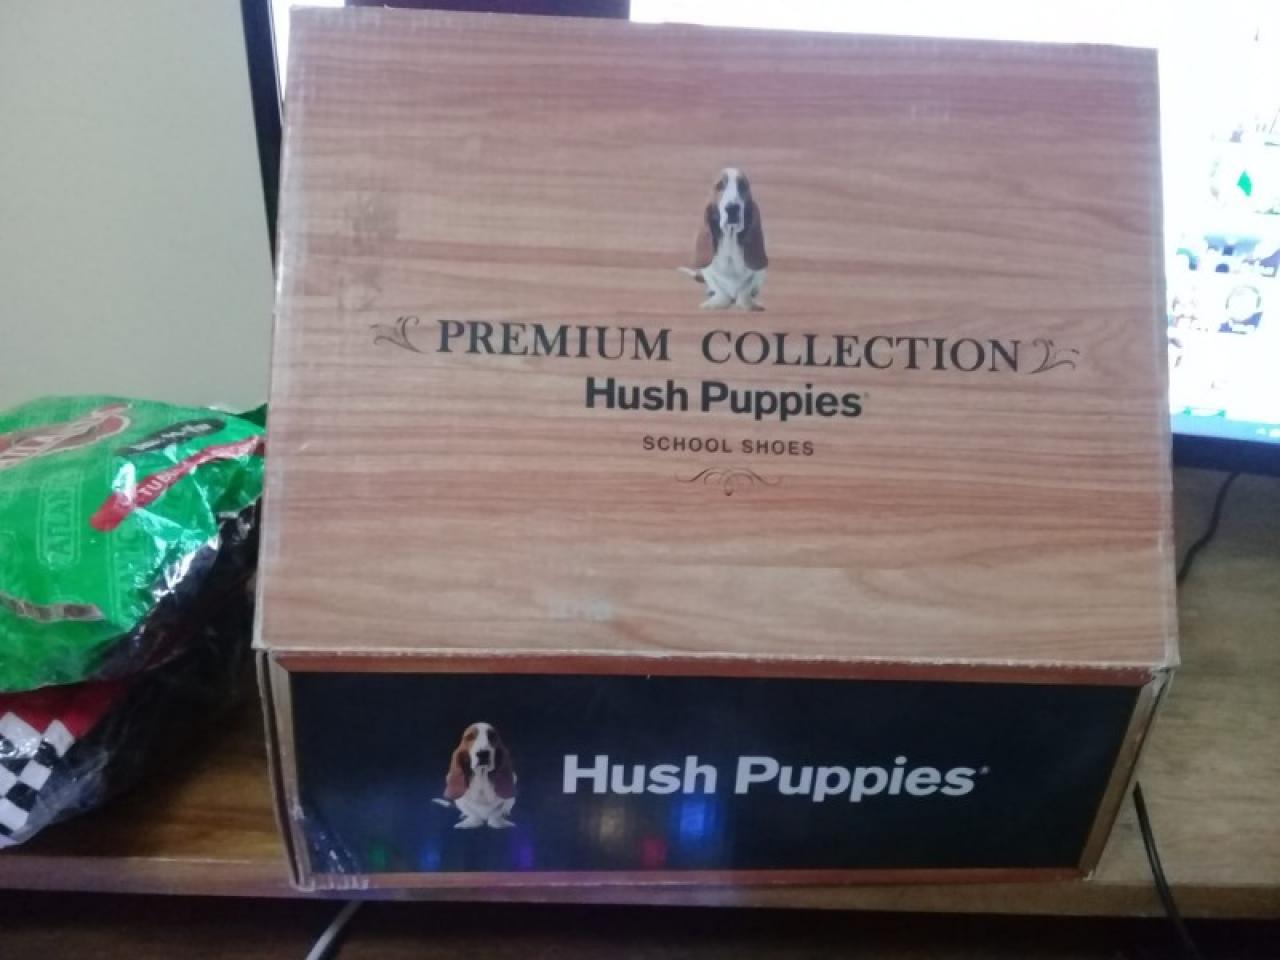 PREMIUM COLLECTION
Hush Puppies
SCHOOL SHOES
Hush Puppies